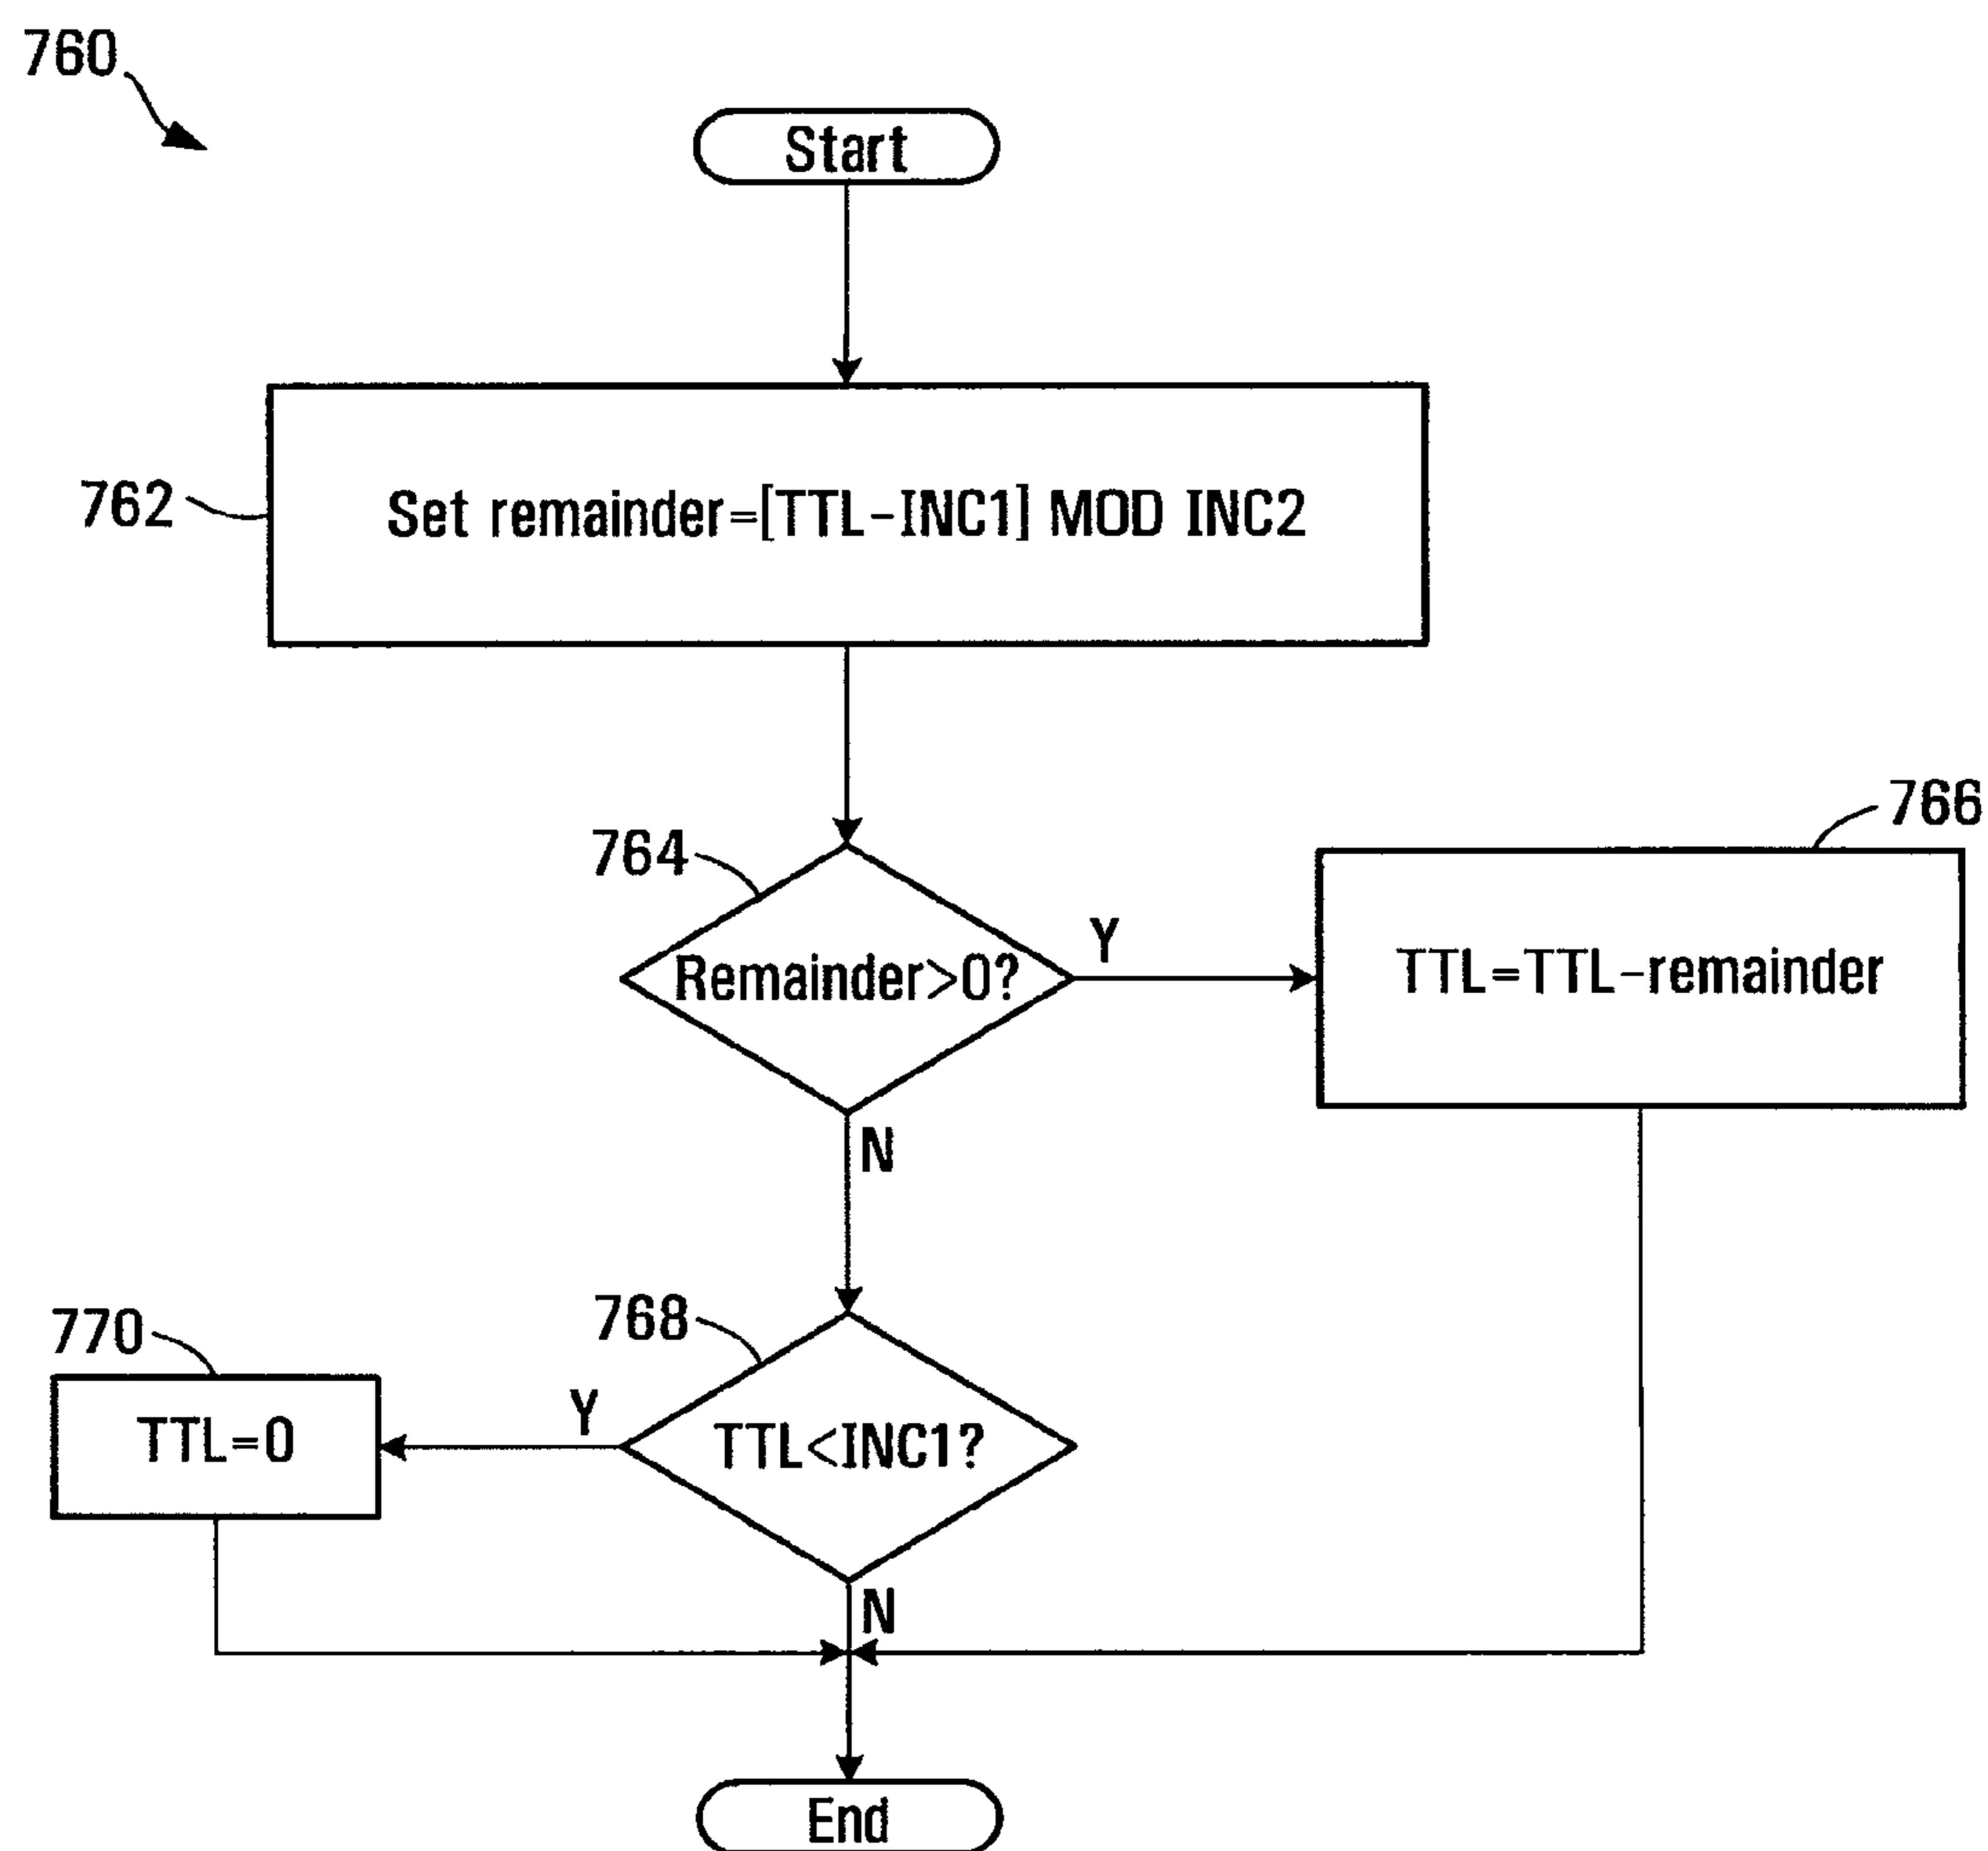 760
Start
762
Set remainder=[TTL-INC1] MOD INC2
764
Remainder>0?
Y
766
TTL=TTL-remainder
N
768
TTL<INC1?
Y
770
TTL=0
N
End